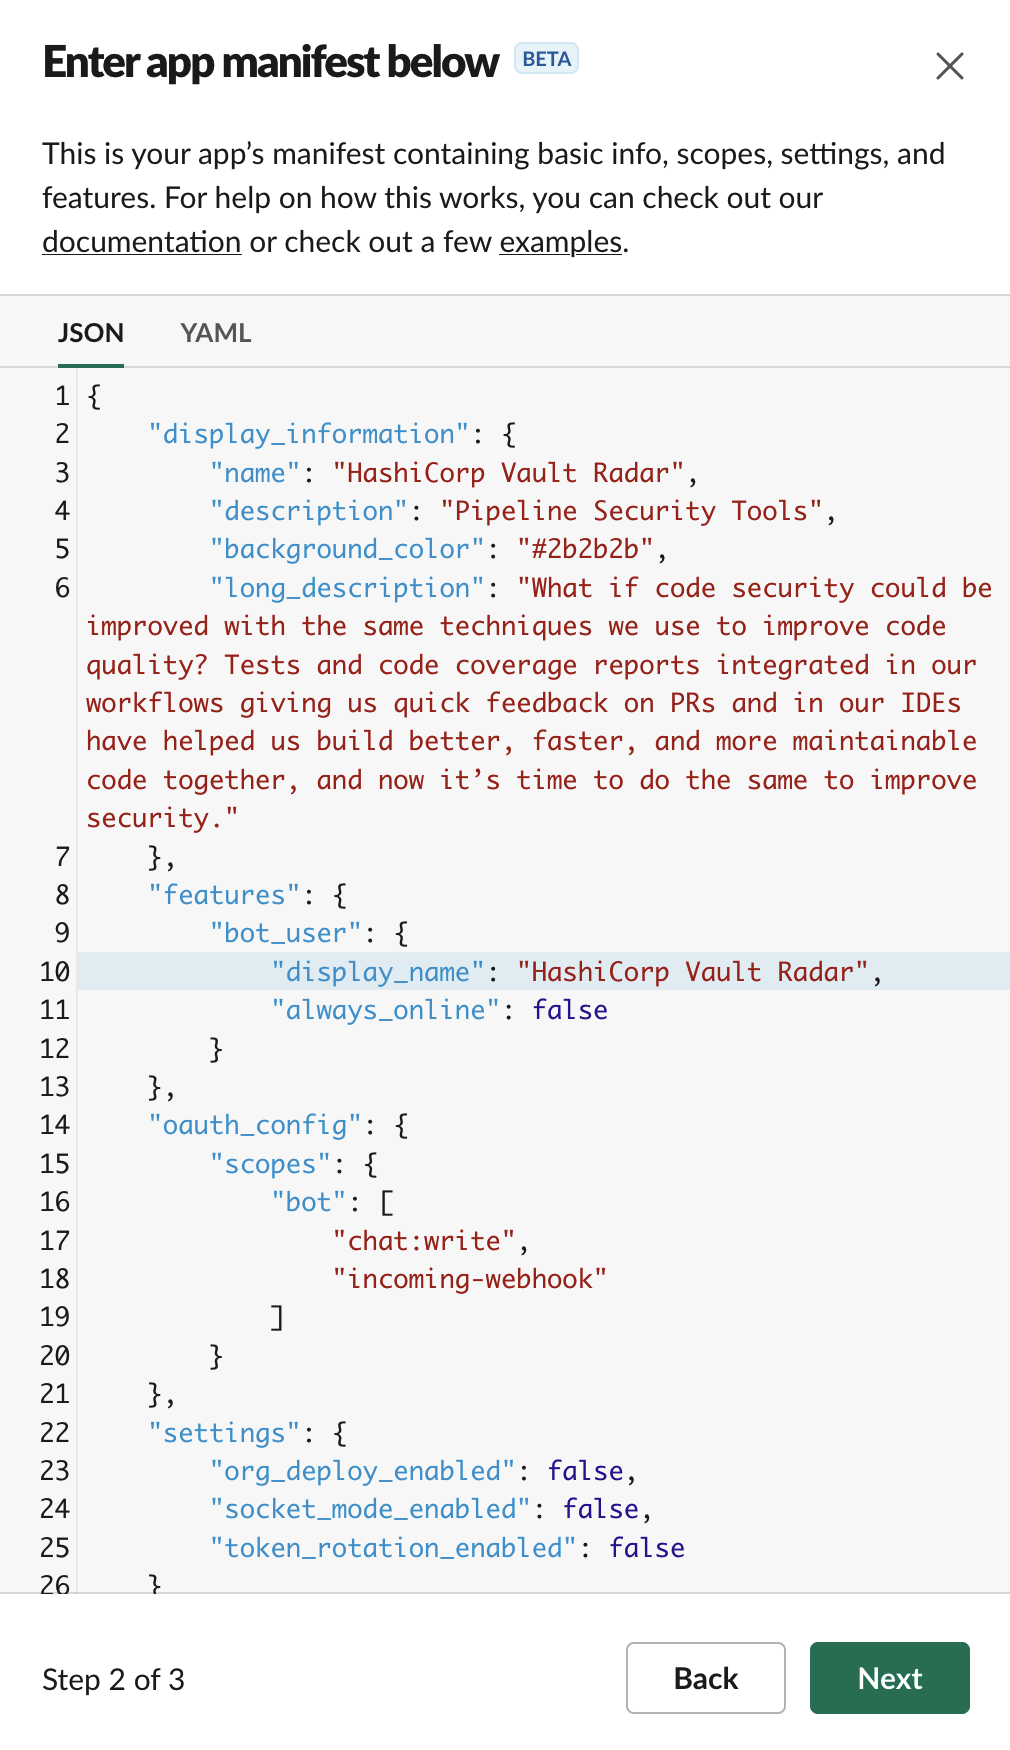 Enter app manifest below BETA
This is your app’s manifest containing basic info, scopes, settings, and
features. For help on how this works, you can check out our
documentation or check out a few examples.
JSON YAML
1 {
2     "display_information": {
3         "name": "HashiCorp Vault Radar",
4         "description": "Pipeline Security Tools",
5         "background_color": "#2b2b2b",
6         "long_description": "What if code security could be
improved with the same techniques we use to improve code
quality? Tests and code coverage reports integrated in our
workflows giving us quick feedback on PRs and in our IDEs
have helped us build better, faster, and more maintainable
code together, and now it’s time to do the same to improve
security."
7     },
8     "features": {
9         "bot_user": {
10             "display_name": "HashiCorp Vault Radar",
11             "always_online": false
12         }
13     },
14     "oauth_config": {
15         "scopes": {
16             "bot": [
17                 "chat:write",
18                 "incoming-webhook"
19             ]
20         }
21     },
22     "settings": {
23         "org_deploy_enabled": false,
24         "socket_mode_enabled": false,
25         "token_rotation_enabled": false
26     }
Step 2 of 3 Back Next